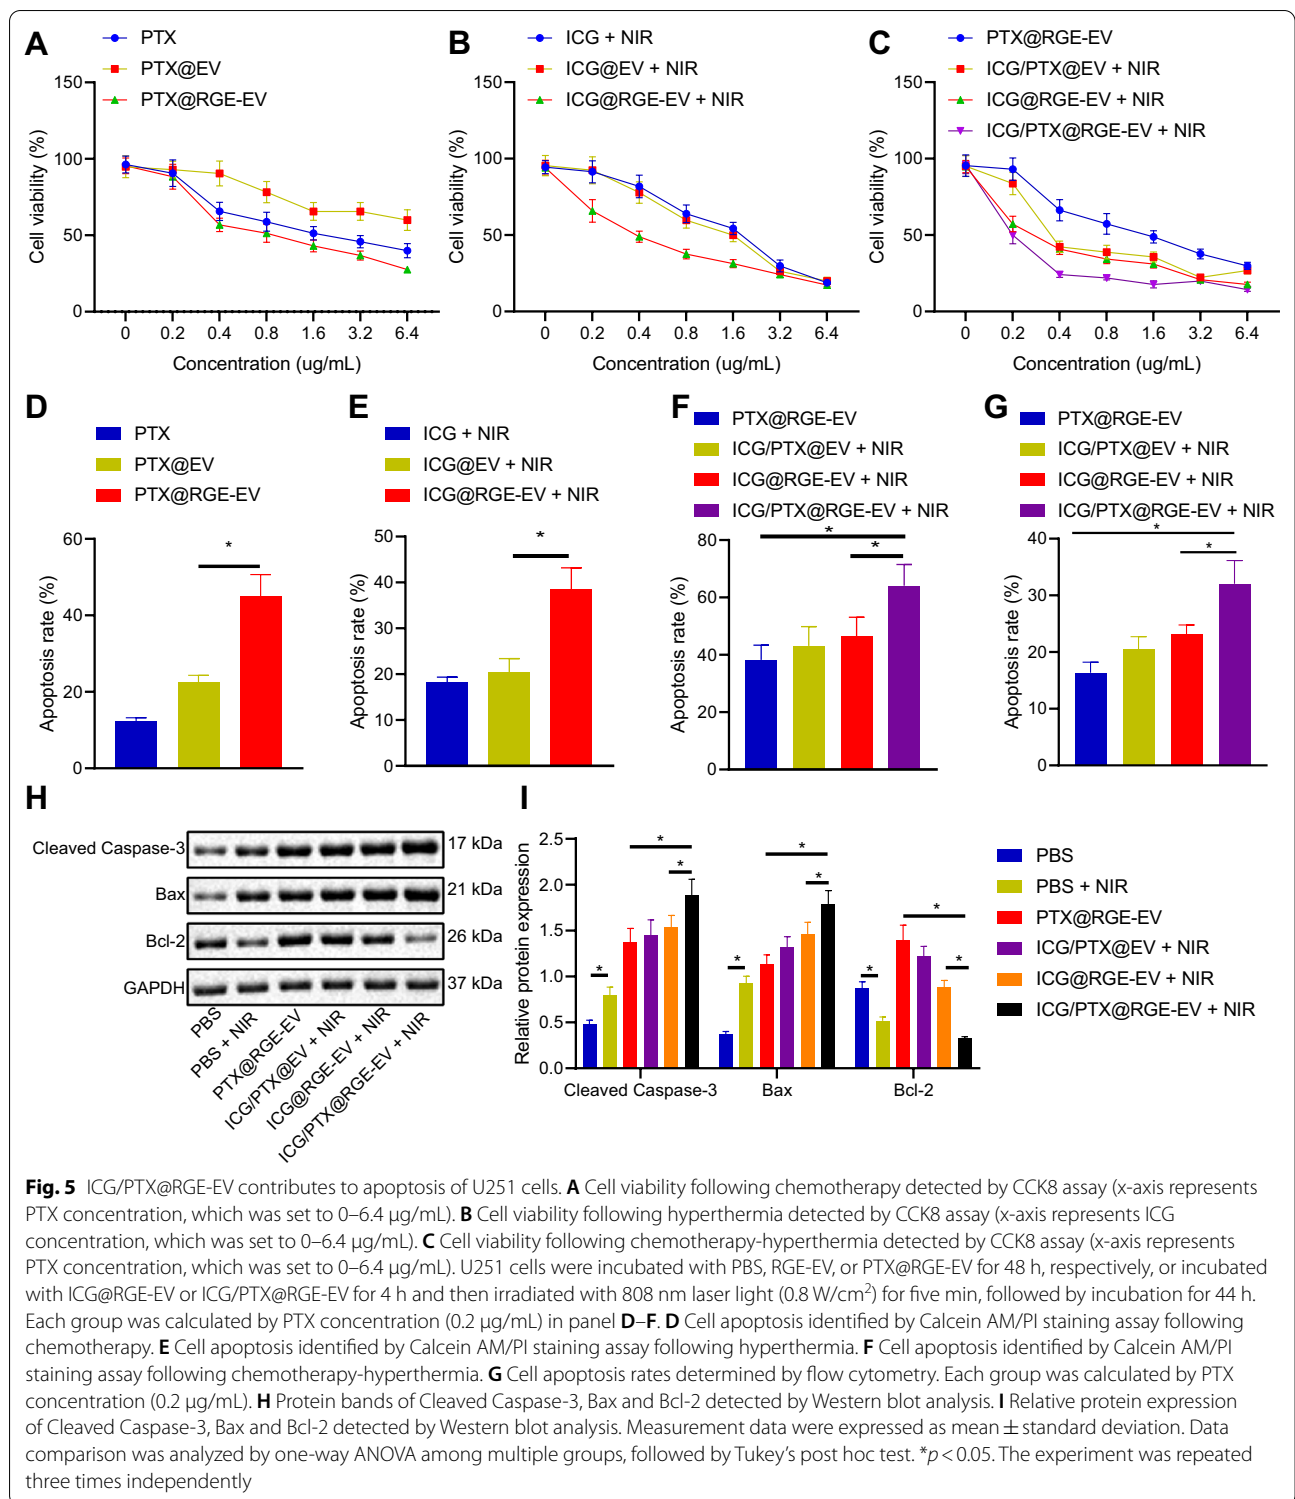 A
PTX
PTX@EV
PTX@RGE-EV
Cell viability (%)
150
100
50
0
0 0.2 0.4 0.8 1.6 3.2 6.4
Concentration (ug/mL)
B
ICG + NIR
ICG@EV + NIR
ICG@RGE-EV + NIR
Cell viability (%)
150
100
50
0
0 0.2 0.4 0.8 1.6 3.2 6.4
Concentration (ug/mL)
C
PTX@RGE-EV
ICG/PTX@EV + NIR
ICG@RGE-EV + NIR
ICG/PTX@RGE-EV + NIR
Cell viability (%)
150
100
50
0
0 0.2 0.4 0.8 1.6 3.2 6.4
Concentration (ug/mL)
D
PTX
PTX@EV
PTX@RGE-EV
Apoptosis rate (%)
60
40
20
0
*
E
ICG + NIR
ICG@EV + NIR
ICG@RGE-EV + NIR
Apoptosis rate (%)
50
40
30
20
10
0
*
F
PTX@RGE-EV
ICG/PTX@EV + NIR
ICG@RGE-EV + NIR
ICG/PTX@RGE-EV + NIR
Apoptosis rate (%)
80
60
40
20
0
*
*
G
PTX@RGE-EV
ICG/PTX@EV + NIR
ICG@RGE-EV + NIR
ICG/PTX@RGE-EV + NIR
Apoptosis rate (%)
40
30
20
10
0
*
*
H
Cleaved Caspase-3 17 kDa
Bax 21 kDa
Bcl-2 26 kDa
GAPDH 37 kDa
PBS
PBS + NIR
PTX@RGE-EV
ICG/PTX@EV + NIR
ICG@RGE-EV + NIR
ICG/PTX@RGE-EV + NIR
I
Relative protein expression
2.5
2.0
1.5
1.0
0.5
0.0
* * *
* * *
* * *
Cleaved Caspase-3 Bax Bcl-2
PBS
PBS + NIR
PTX@RGE-EV
ICG/PTX@EV + NIR
ICG@RGE-EV + NIR
ICG/PTX@RGE-EV + NIR
Fig. 5 ICG/PTX@RGE-EV contributes to apoptosis of U251 cells. A Cell viability following chemotherapy detected by CCK8 assay (x-axis represents
PTX concentration, which was set to 0–6.4 µg/mL). B Cell viability following hyperthermia detected by CCK8 assay (x-axis represents ICG
concentration, which was set to 0–6.4 µg/mL). C Cell viability following chemotherapy-hyperthermia detected by CCK8 assay (x-axis represents
PTX concentration, which was set to 0–6.4 µg/mL). U251 cells were incubated with PBS, RGE-EV, or PTX@RGE-EV for 48 h, respectively, or incubated
with ICG@RGE-EV or ICG/PTX@RGE-EV for 4 h and then irradiated with 808 nm laser light (0.8 W/cm²) for five min, followed by incubation for 44 h.
Each group was calculated by PTX concentration (0.2 µg/mL) in panel D–F. D Cell apoptosis identified by Calcein AM/PI staining assay following
chemotherapy. E Cell apoptosis identified by Calcein AM/PI staining assay following hyperthermia. F Cell apoptosis identified by Calcein AM/PI
staining assay following chemotherapy-hyperthermia. G Cell apoptosis rates determined by flow cytometry. Each group was calculated by PTX
concentration (0.2 µg/mL). H Protein bands of Cleaved Caspase-3, Bax and Bcl-2 detected by Western blot analysis. I Relative protein expression
of Cleaved Caspase-3, Bax and Bcl-2 detected by Western blot analysis. Measurement data were expressed as mean ± standard deviation. Data
comparison was analyzed by one-way ANOVA among multiple groups, followed by Tukey's post hoc test. *p < 0.05. The experiment was repeated
three times independently